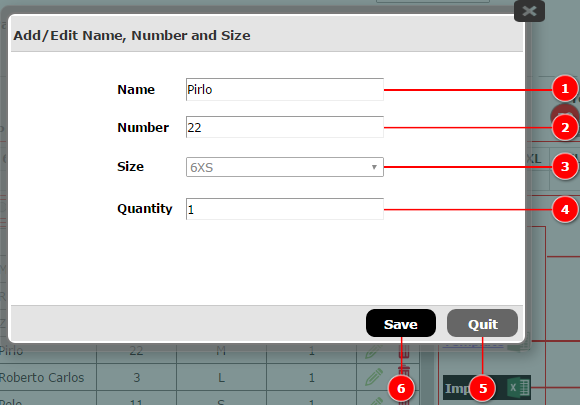 Add/Edit Name, Number and Size
Name Pirlo 1
Number 22 2
Size 6XS 3
XL
Quantity 1 4
Save Quit
Pirlo 22 M 1
6 5
Roberto Carlos 3 L 1
Imp
11 S 1